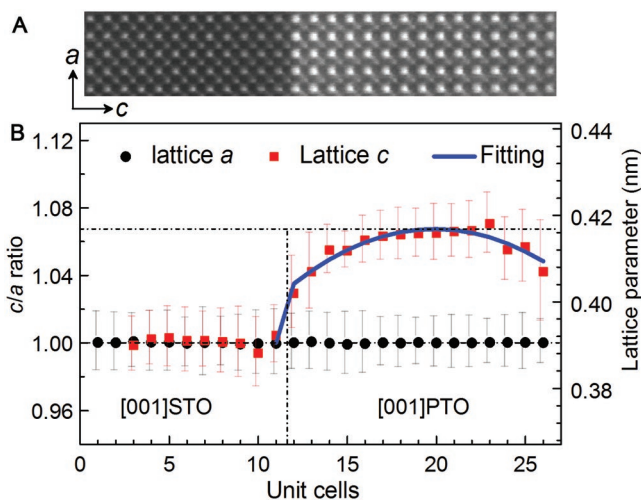 A
a
c
B
1.12
1.08
1.04
1.00
0.96
c/a ratio
lattice a
Lattice c
Fitting
0.44
0.42
0.40
0.38
Lattice parameter (nm)
[001]STO
[001]PTO
0 5 10 15 20 25
Unit cells